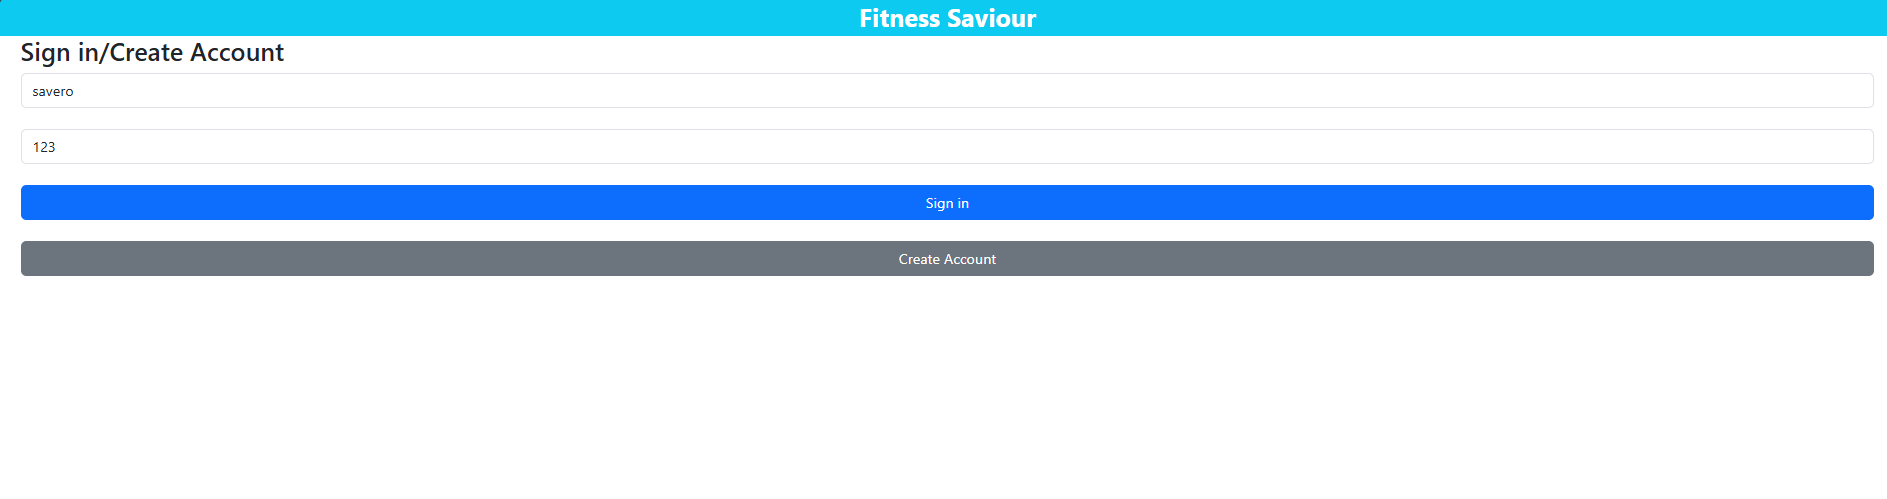 Fitness Saviour
Sign in/Create Account
savero
123
Sign in
Create Account